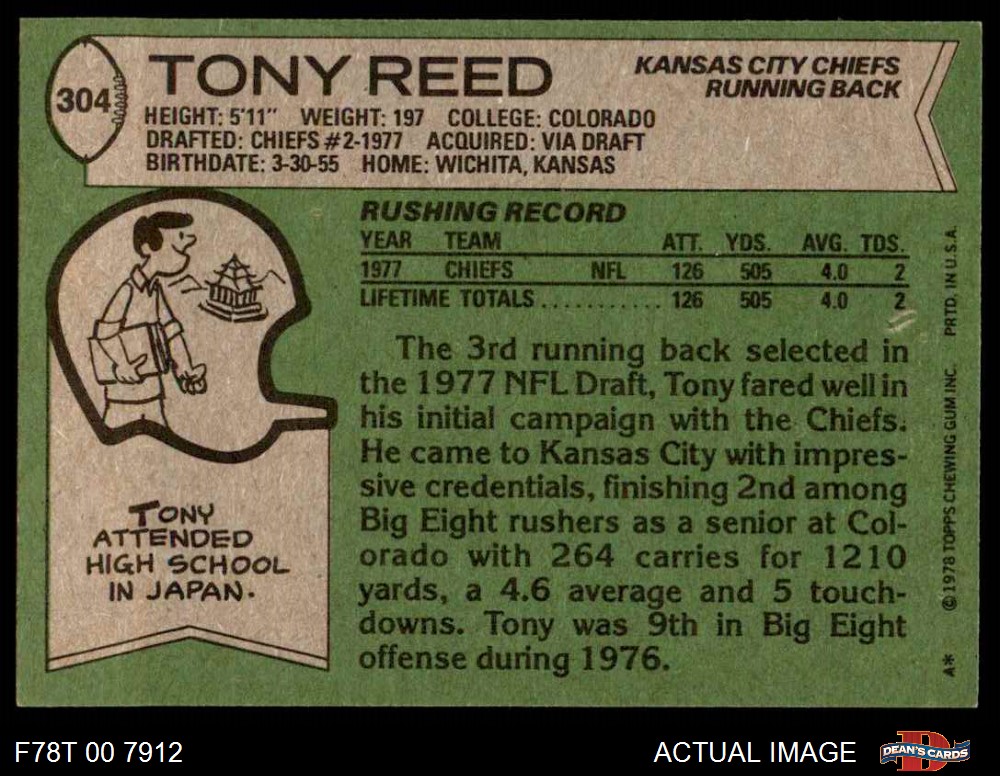 304
TONY REED
KANSAS CITY CHIEFS
RUNNING BACK
HEIGHT: 5'11" WEIGHT: 197 COLLEGE: COLORADO
DRAFTED: CHIEFS #2-1977 ACQUIRED: VIA DRAFT
BIRTHDATE: 3-30-55 HOME: WICHITA, KANSAS
RUSHING RECORD
YEAR TEAM ATT. YDS. AVG. TDS.
1977 CHIEFS NFL 126 505 4.0 2
LIFETIME TOTALS........... 126 505 4.0 2
The 3rd running back selected in
the 1977 NFL Draft, Tony fared well in
his initial campaign with the Chiefs.
He came to Kansas City with impres-
sive credentials, finishing 2nd among
Big Eight rushers as a senior at Col-
orado with 264 carries for 1210
yards, a 4.6 average and 5 touch-
downs. Tony was 9th in Big Eight
offense during 1976.
TONY
ATTENDED
HIGH SCHOOL
IN JAPAN.
A* ©1978 TOPPS CHEWING GUM INC. PRTD. IN U.S.A.
F78T 00 7912
ACTUAL IMAGE
D
DEAN'S CARDS